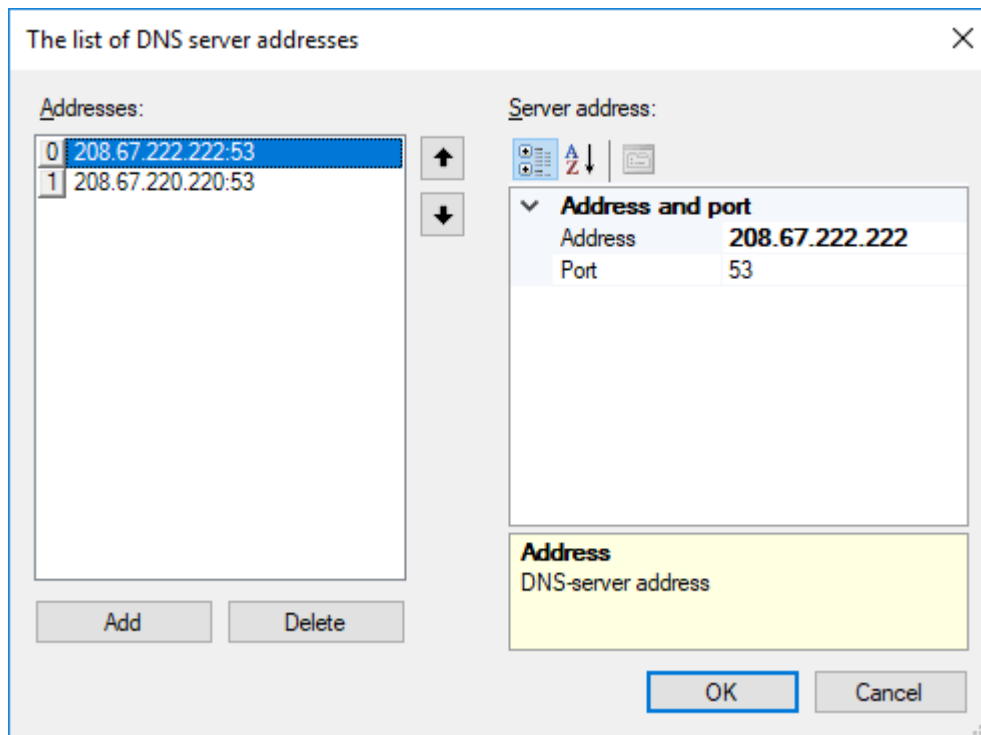 The list of DNS server addresses
Addresses:
0 208.67.222.222:53
1 208.67.220.220:53
Add Delete
Server address:
A
Z
Address and port
Address 208.67.222.222
Port 53
Address
DNS-server address
OK Cancel